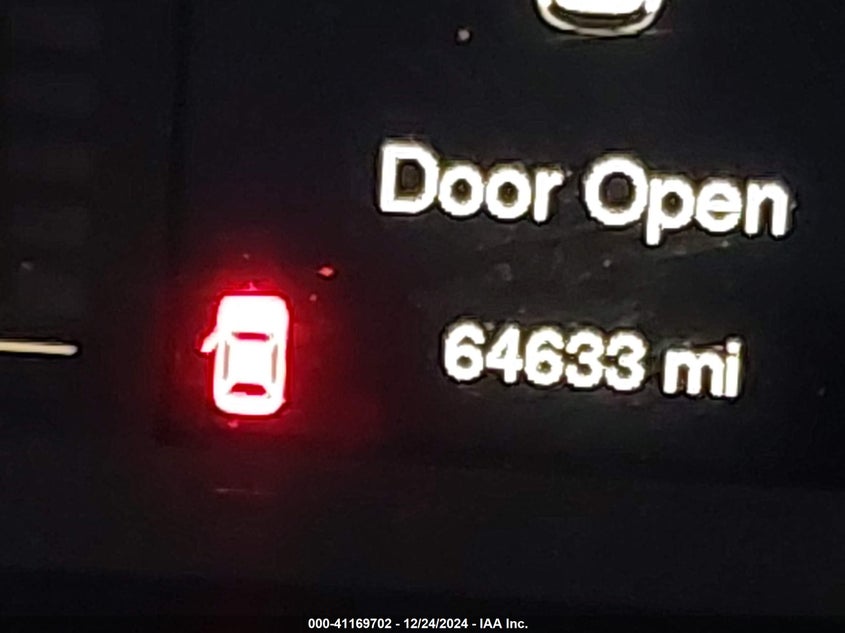 Door Open
64633 mi
000-41169702 - 12/24/2024 - IAA Inc.